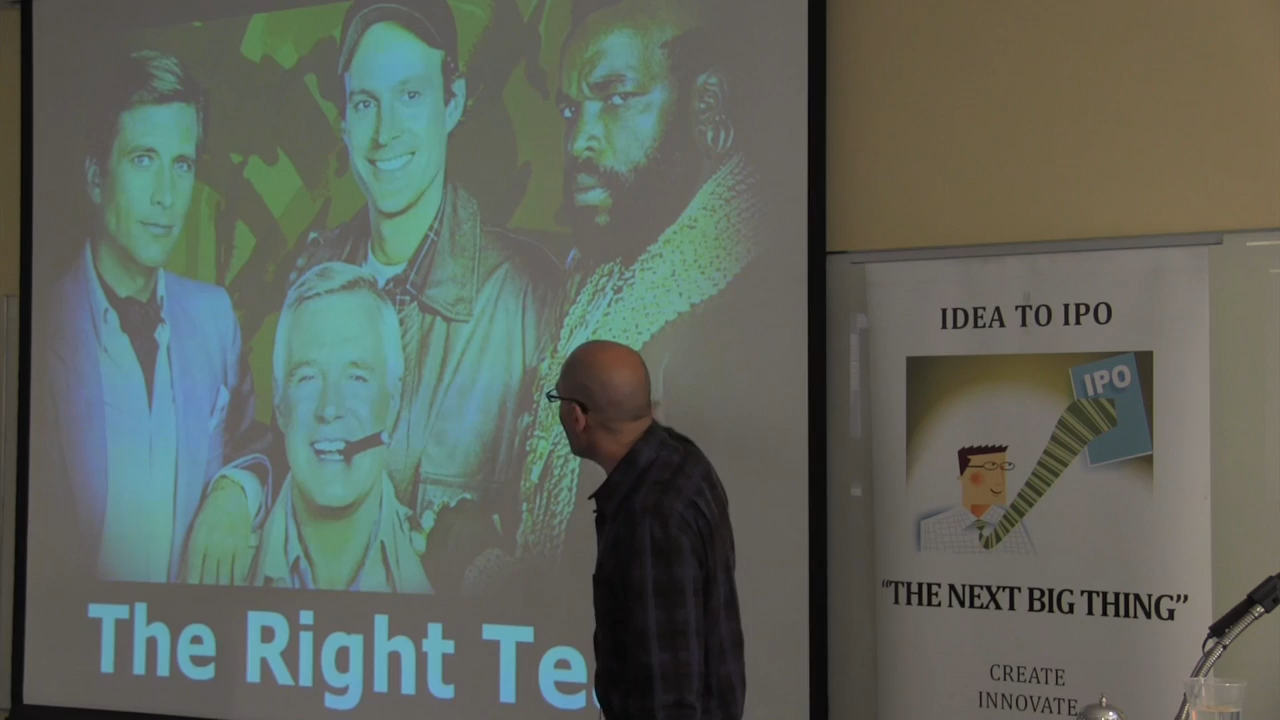 The Right Te
IDEA TO IPO
IPO
"THE NEXT BIG THING"
CREATE
INNOVATE